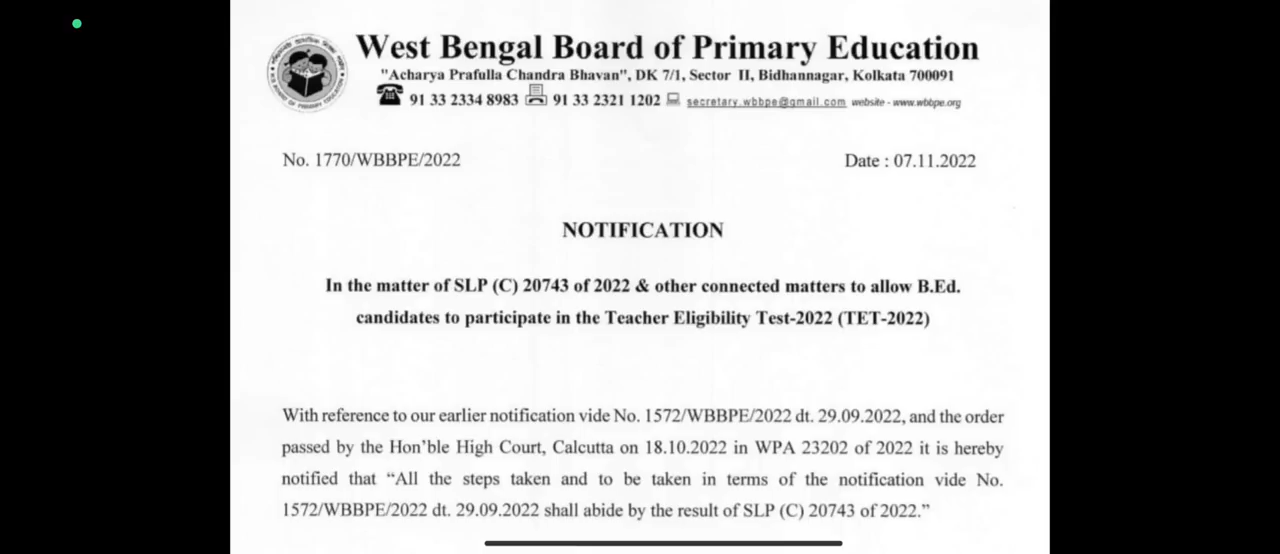 West Bengal Board of Primary Education
"Acharya Prafulla Chandra Bhavan", DK 7/1, Sector II, Bidhannagar, Kolkata 700091
91 33 2334 8983 91 33 2321 1202 secretary.wbbpe@gmail.com website - www.wbbpe.org
No. 1770/WBBPE/2022 Date : 07.11.2022
NOTIFICATION
In the matter of SLP (C) 20743 of 2022 & other connected matters to allow B.Ed.
candidates to participate in the Teacher Eligibility Test-2022 (TET-2022)
With reference to our earlier notification vide No. 1572/WBBPE/2022 dt. 29.09.2022, and the order
passed by the Hon’ble High Court, Calcutta on 18.10.2022 in WPA 23202 of 2022 it is hereby
notified that “All the steps taken and to be taken in terms of the notification vide No.
1572/WBBPE/2022 dt. 29.09.2022 shall abide by the result of SLP (C) 20743 of 2022.”